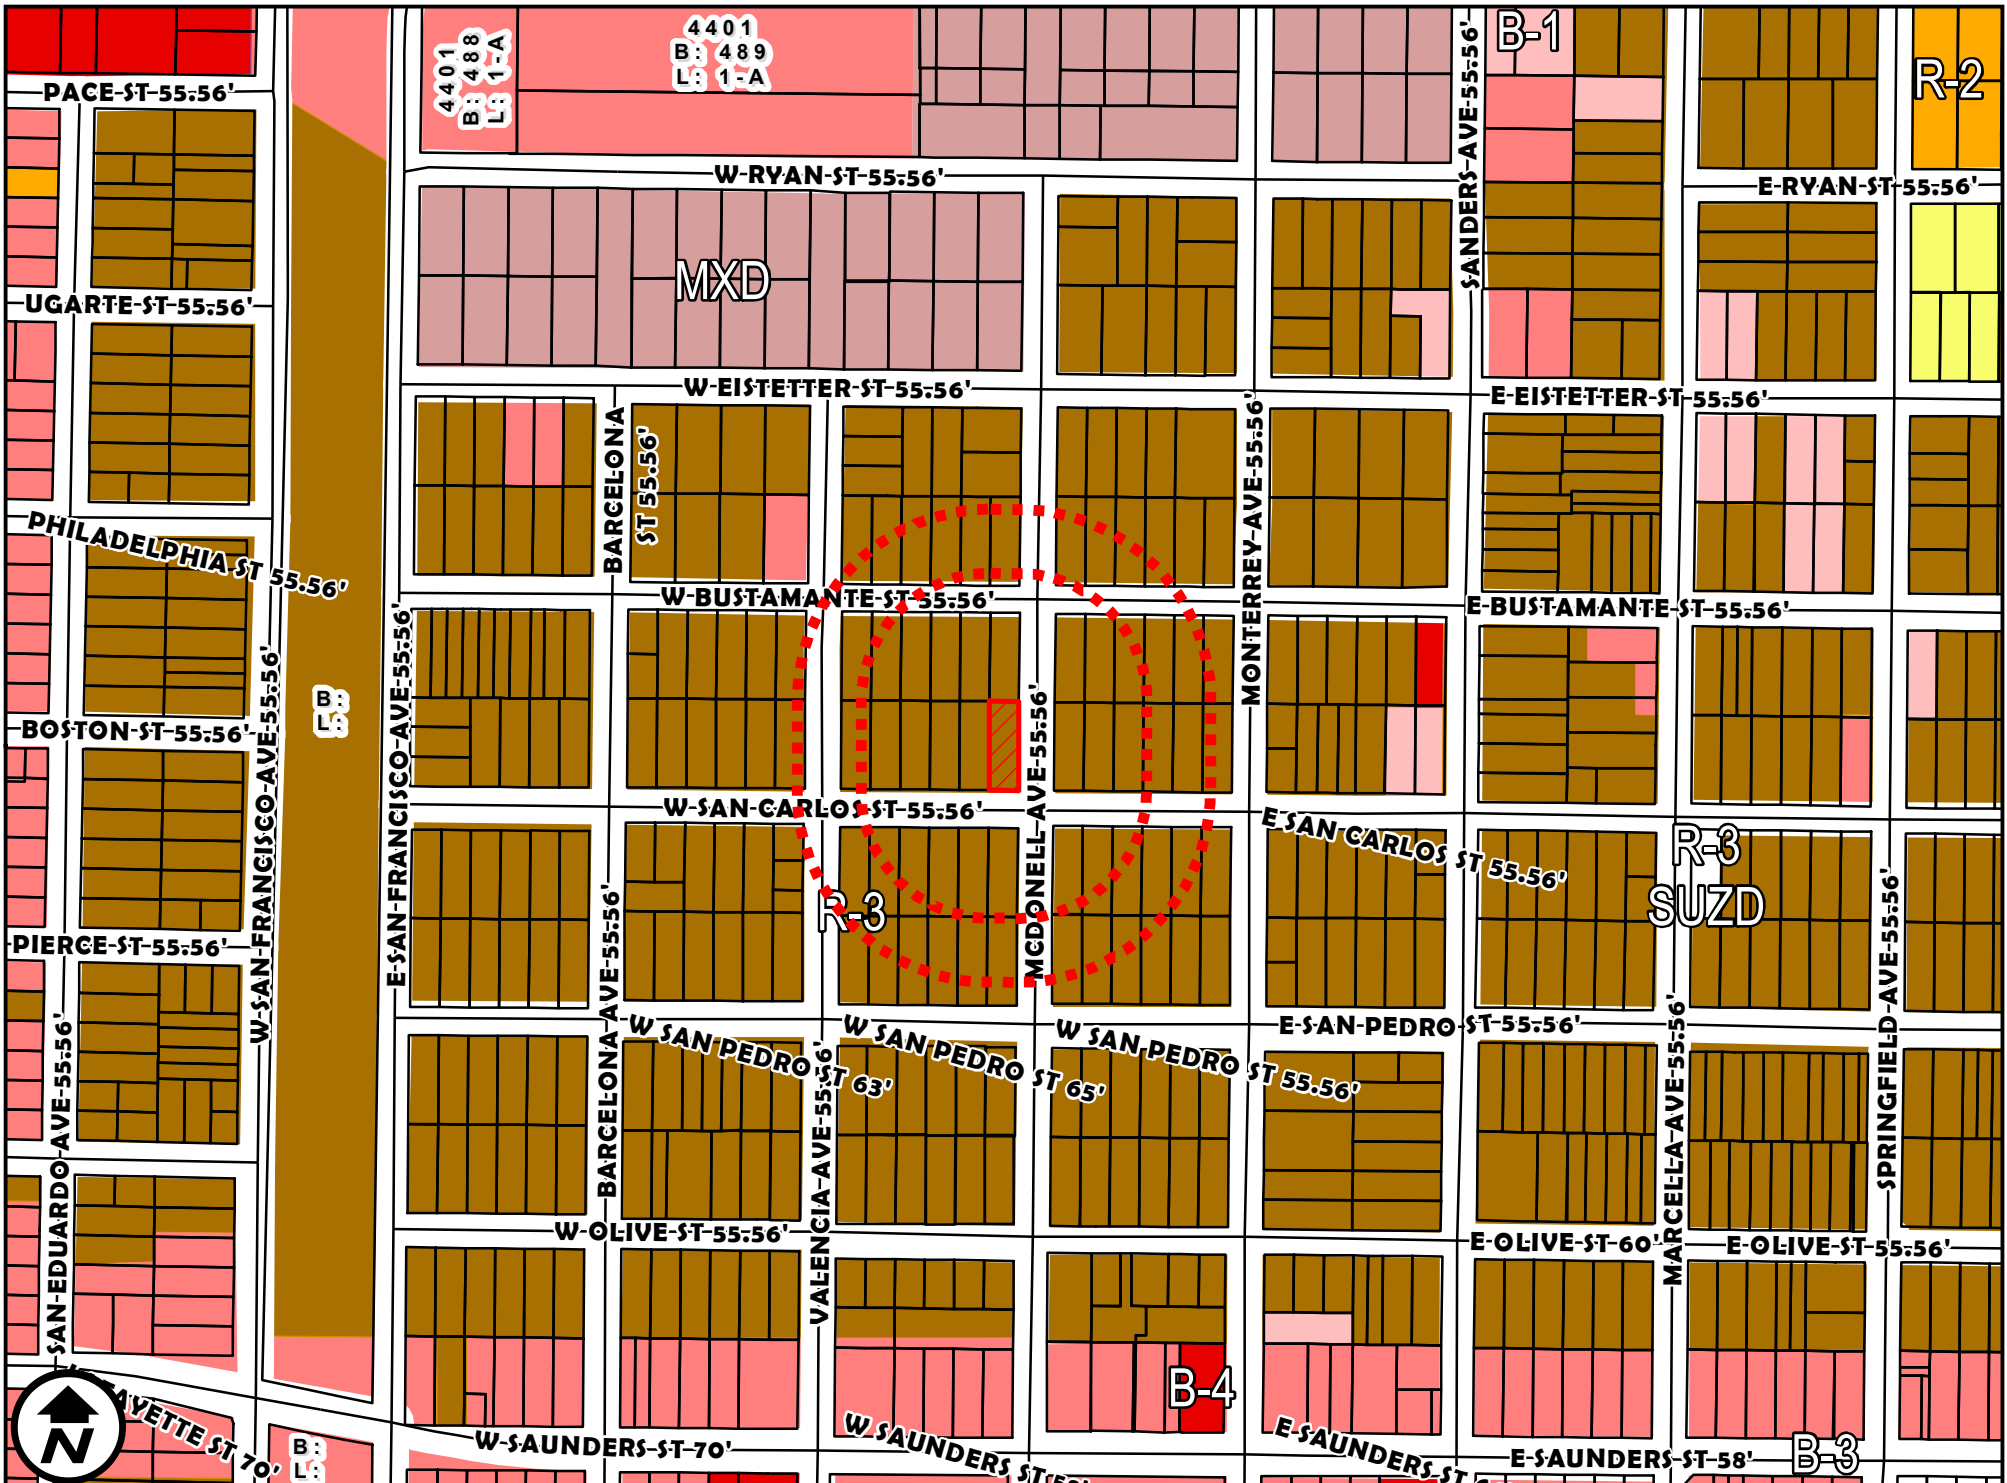 4401
B: 488
L: 1-A
4401
B: 489
L: 1-A
B-1
R-2
PACE ST 55.56'
W RYAN ST 55.56'
E RYAN ST 55.56'
SANDERS AVE 55.56'
MXD
UGARTE ST 55.56'
W EISTETTER ST 55.56'
E EISTETTER ST 55.56'
BARCELONA
ST 55.56'
MONTERREY AVE 55.56'
PHILADELPHIA ST 55.56'
W BUSTAMANTE ST 55.56'
E BUSTAMANTE ST 55.56'
B:
L:
BOSTON ST 55.56'
W SAN FRANCISCO AVE 55.56'
E SAN FRANCISCO AVE 55.56'
MCDONELL AVE 55.56'
W SAN CARLOS ST 55.56'
E SAN CARLOS ST 55.56'
R-3
R-3
SUZD
PIERCE ST 55.56'
BARCELONA AVE 55.56'
SPRINGFIELD AVE 55.56'
W SAN PEDRO ST 63'
W SAN PEDRO ST 65'
W SAN PEDRO ST 55.56'
E SAN PEDRO ST 55.56'
SAN EDUARDO AVE 55.56'
VALENCIA AVE 55.56'
MARCELLA AVE 55.56'
W OLIVE ST 55.56'
E OLIVE ST 60'
E OLIVE ST 55.56'
B-4
N
AYETTE ST 70'
B:
L:
W SAUNDERS ST 70'
W SAUNDERS ST
E SAUNDERS ST
E SAUNDERS ST 58'
B-3